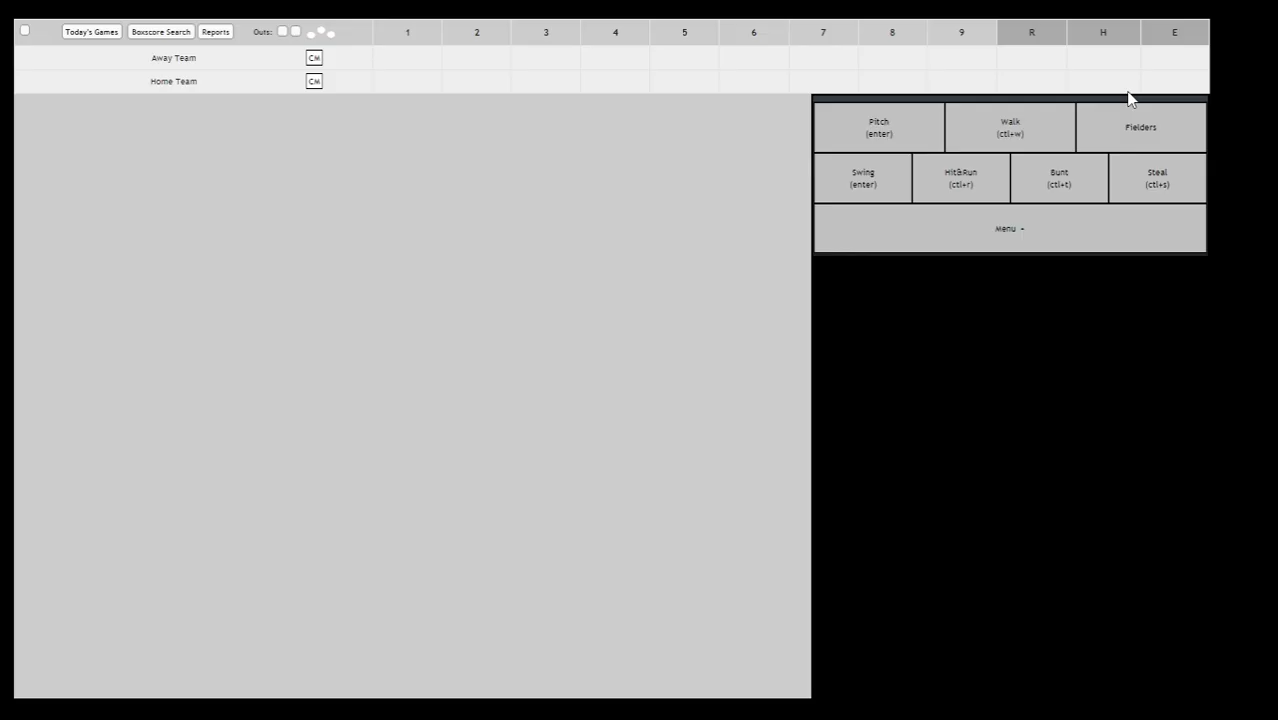 Today's Games Boxscore Search Reports Outs: 1 2 3 4 5 6 7 8 9 R H E
Away Team CM
Home Team CM
Pitch Walk Fielders
(enter) (ctl+w)
Swing Hit&Run Bunt Steal
(enter) (ctl+r) (ctl+t) (ctl+s)
Menu -